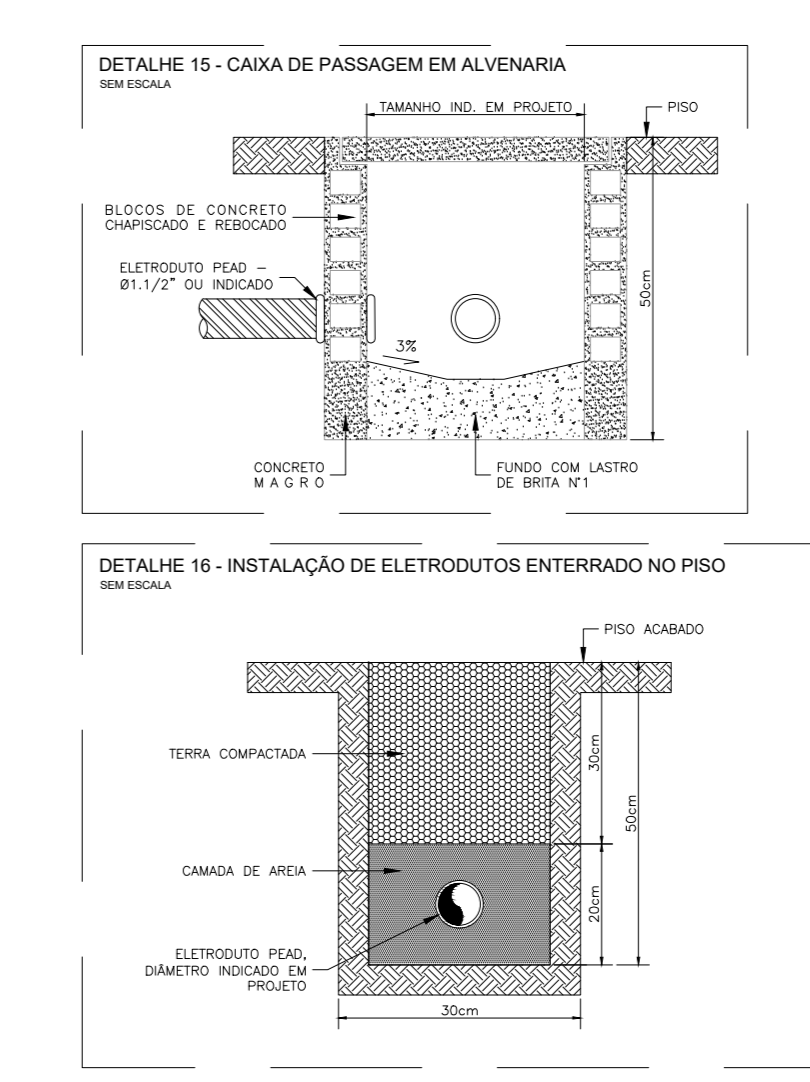 DETALHE 15 - CAIXA DE PASSAGEM EM ALVENARIA
SEM ESCALA
TAMANHO IND. EM PROJETO
PISO
BLOCOS DE CONCRETO
CHAPISCADO E REBOCADO
ELETRODUTO PEAD –
Ø1.1/2" OU INDICADO
50cm
3%
CONCRETO
M A G R O
FUNDO COM LASTRO
DE BRITA N°1
DETALHE 16 - INSTALAÇÃO DE ELETRODUTOS ENTERRADO NO PISO
SEM ESCALA
PISO ACABADO
TERRA COMPACTADA
30cm
50cm
CAMADA DE AREIA
20cm
ELETRODUTO PEAD,
DIÂMETRO INDICADO EM
PROJETO
30cm